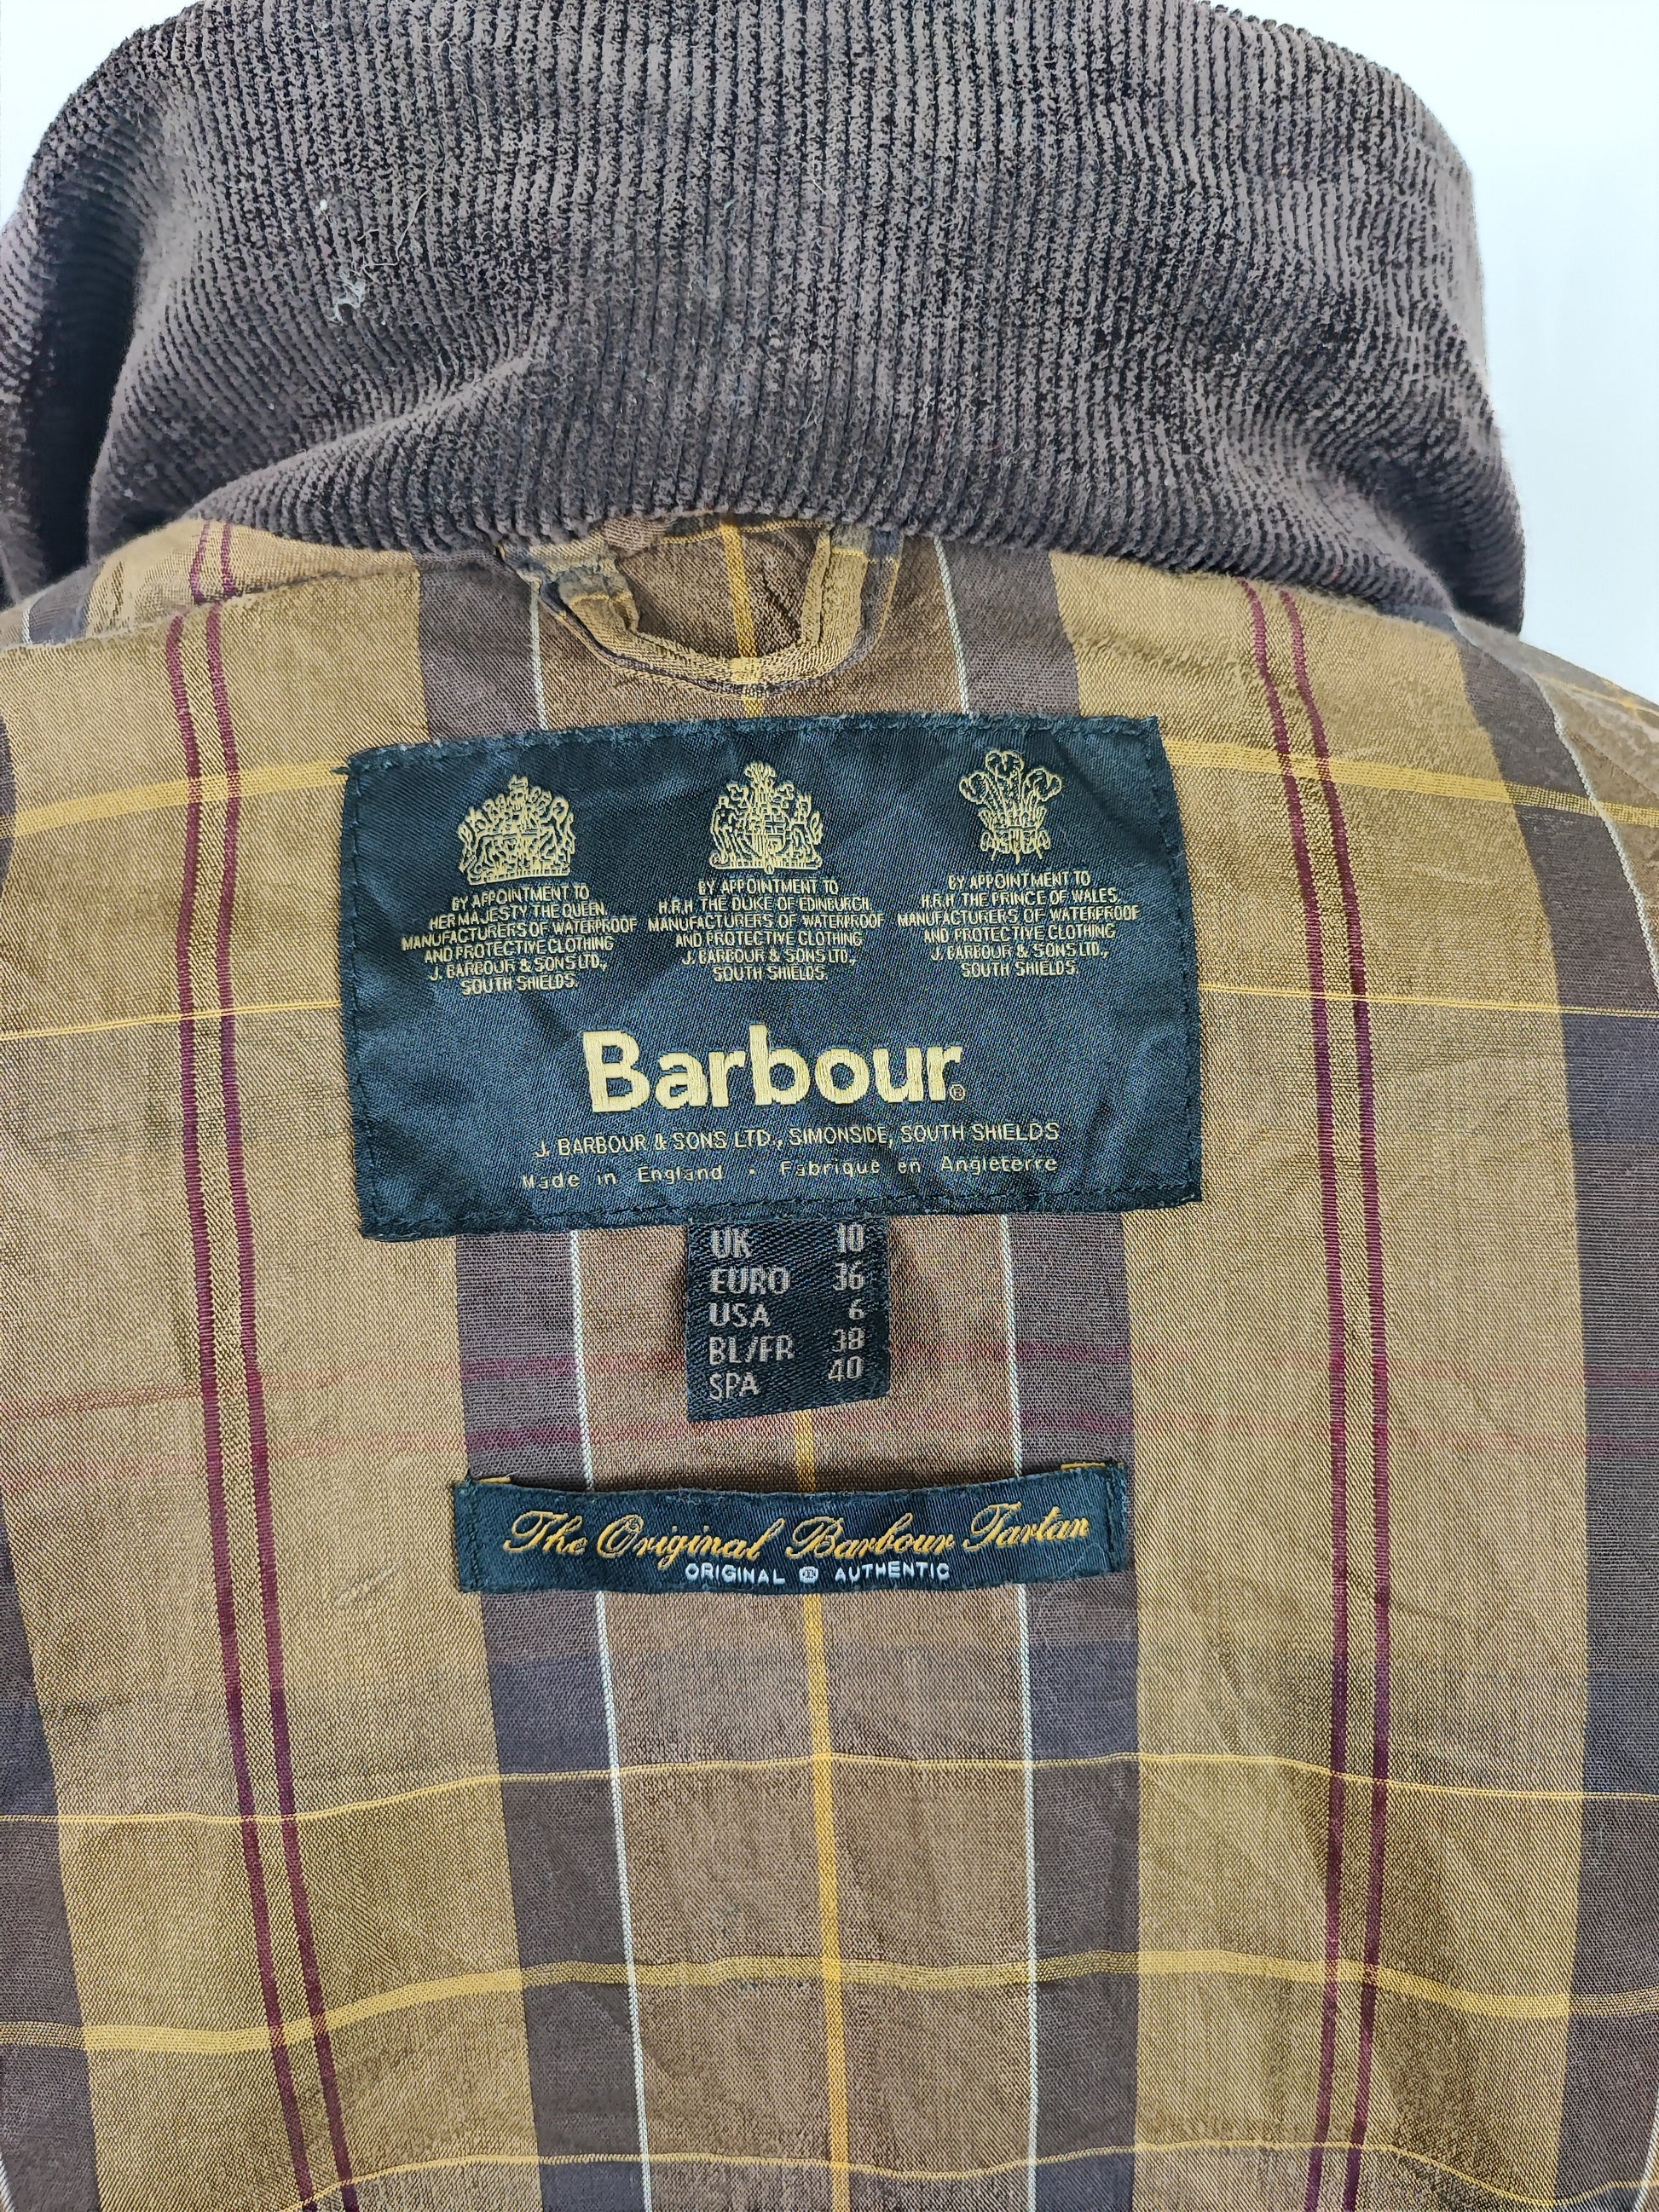 BY APPOINTMENT TO
HER MAJESTY THE QUEEN,
MANUFACTURERS OF WATERPROOF
AND PROTECTIVE CLOTHING
J. BARBOUR & SONS LTD.,
SOUTH SHIELDS.
BY APPOINTMENT TO
H.R.H. THE DUKE OF EDINBURGH,
MANUFACTURERS OF WATERPROOF
AND PROTECTIVE CLOTHING
J. BARBOUR & SONS LTD.,
SOUTH SHIELDS.
BY APPOINTMENT TO
H.R.H. THE PRINCE OF WALES,
MANUFACTURERS OF WATERPROOF
AND PROTECTIVE CLOTHING
J. BARBOUR & SONS LTD.,
SOUTH SHIELDS.
Barbour®
J. BARBOUR & SONS LTD., SIMONSIDE, SOUTH SHIELDS
Made in England · Fabrique en Angleterre
UK 10
EURO 36
USA 6
BL/FR 38
SPA 40
The Original Barbour Tartan
ORIGINAL AUTHENTIC